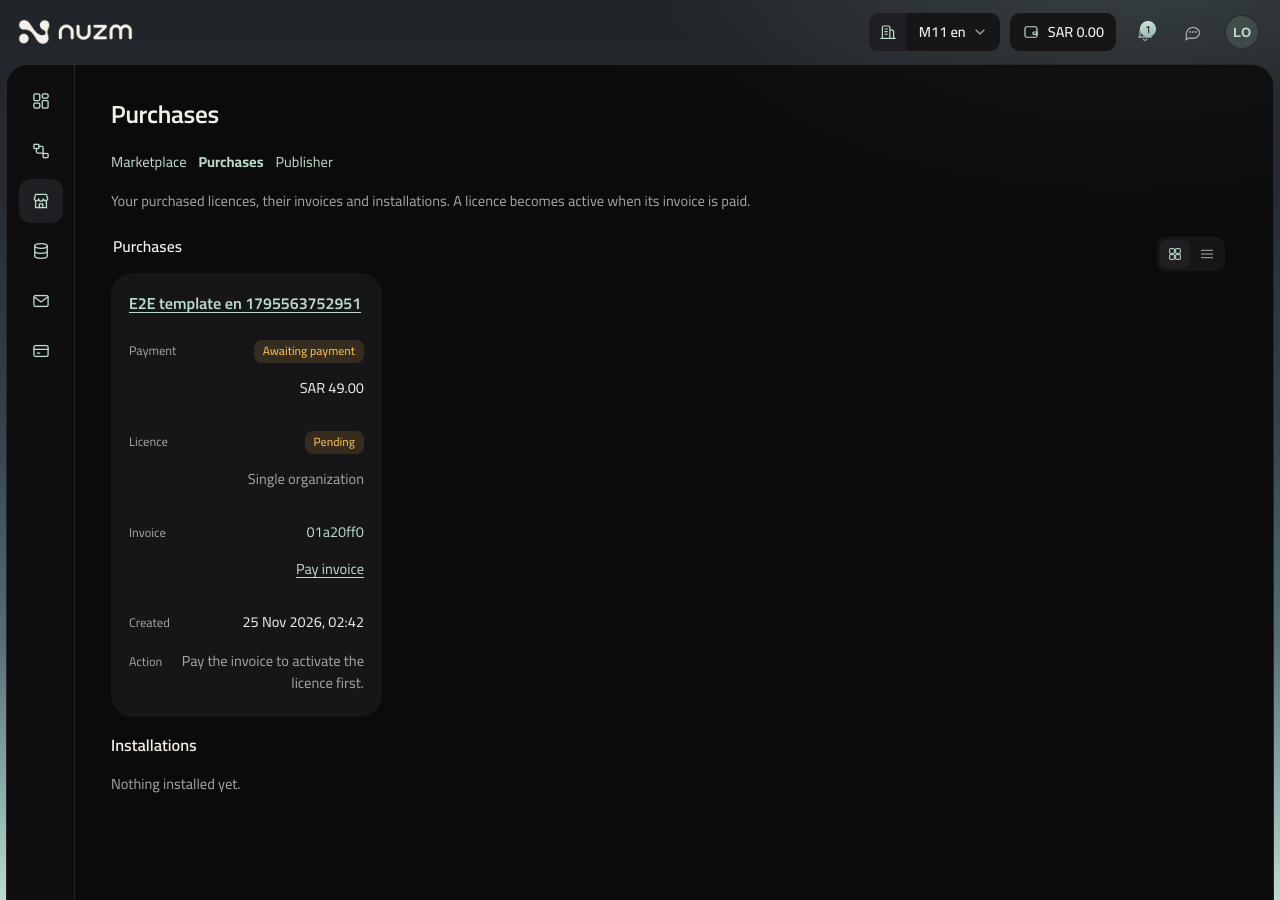 nuzm
M11 en
SAR 0.00
1
LO
Purchases
Marketplace Purchases Publisher
Your purchased licences, their invoices and installations. A licence becomes active when its invoice is paid.
Purchases
E2E template en 1795563752951
Payment Awaiting payment
SAR 49.00
Licence Pending
Single organization
Invoice 01a20ff0
Pay invoice
Created 25 Nov 2026, 02:42
Action Pay the invoice to activate the
licence first.
Installations
Nothing installed yet.